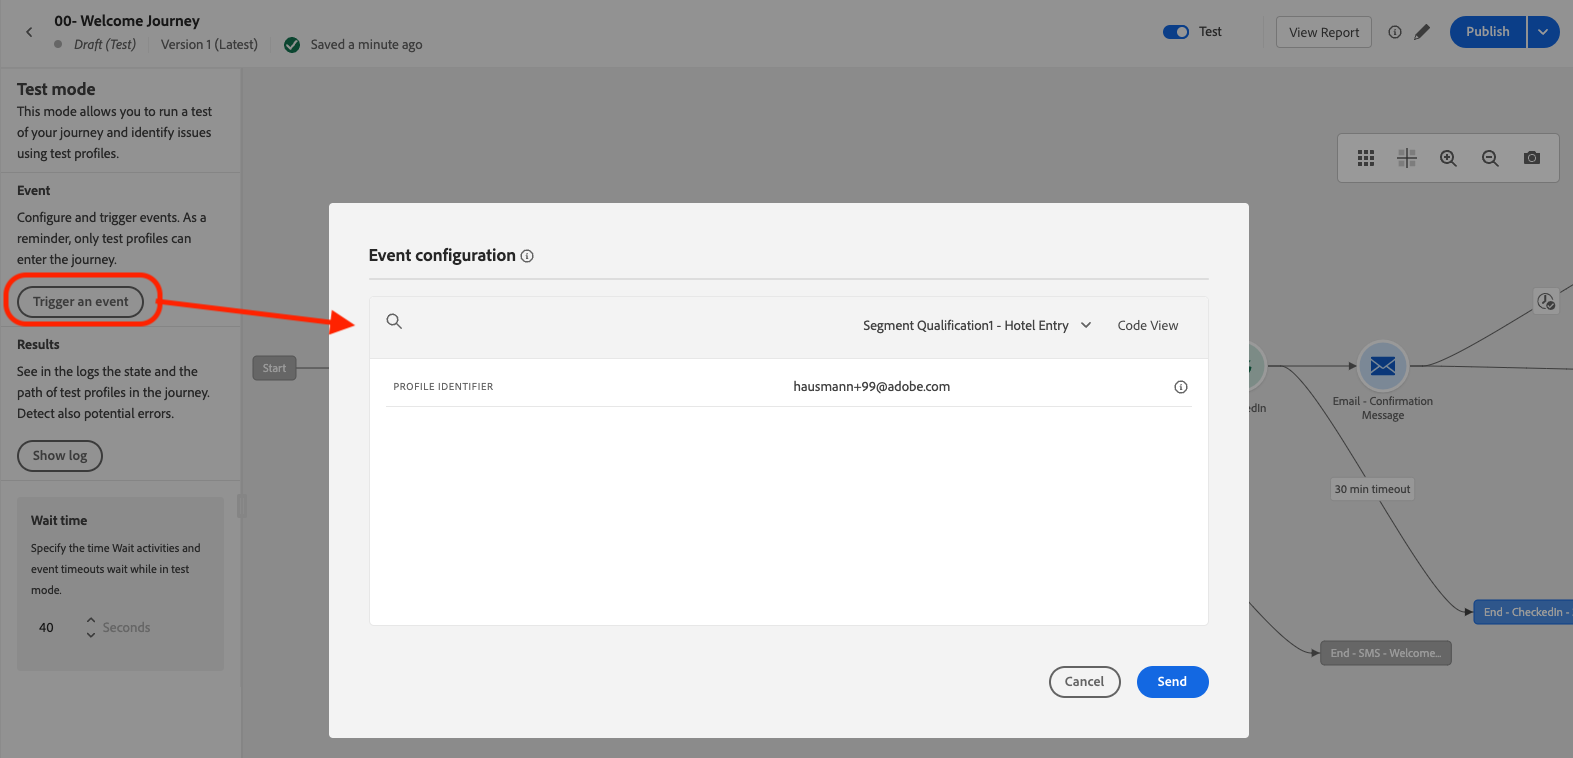 00- Welcome Journey
Draft (Test)
Version 1 (Latest)
Saved a minute ago
Test
View Report
Publish
Test mode
This mode allows you to run a test
of your journey and identify issues
using test profiles.
Event
Configure and trigger events. As a
reminder, only test profiles can
enter the journey.
Trigger an event
Results
See in the logs the state and the
path of test profiles in the journey.
Detect also potential errors.
Show log
Wait time
Specify the time Wait activities and
event timeouts wait while in test
mode.
40
Seconds
Start
Event configuration
Segment Qualification1 - Hotel Entry
Code View
PROFILE IDENTIFIER
hausmann+99@adobe.com
Cancel
Send
edIn
Email - Confirmation
Message
30 min timeout
End - CheckedIn -
End - SMS - Welcome...